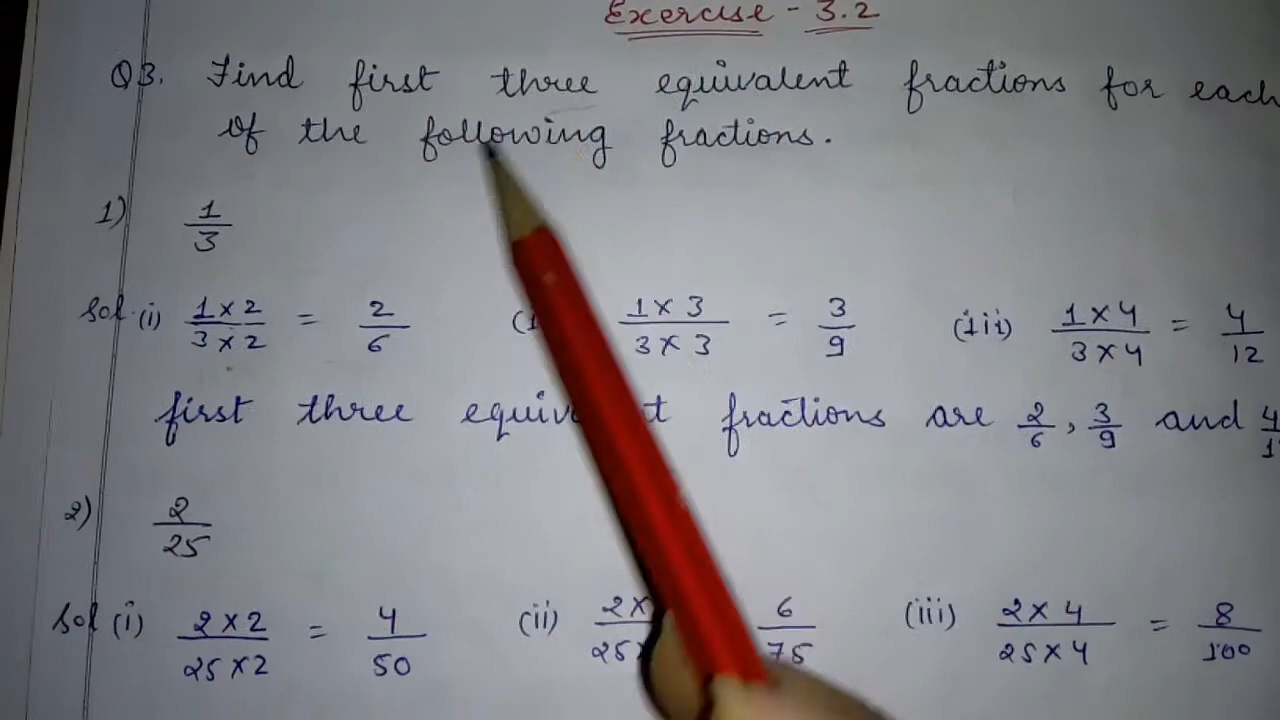 Exercise - 3.2
Q3. Find first three equivalent fractions for each
of the following fractions.
1) 1/3
Sol. (i) 1 × 2 / 3 × 2 = 2/6 1 × 3 / 3 × 3 = 3/9 (iii) 1 × 4 / 3 × 4 = 4/12
first three fractions are 2/6, 3/9 and
2) 2/25
Sol (i) 2 × 2 / 25 × 2 = 4/50 (ii) 2 × / 25 6/75 (iii) 2 × 4 / 25 × 4 = 8/100